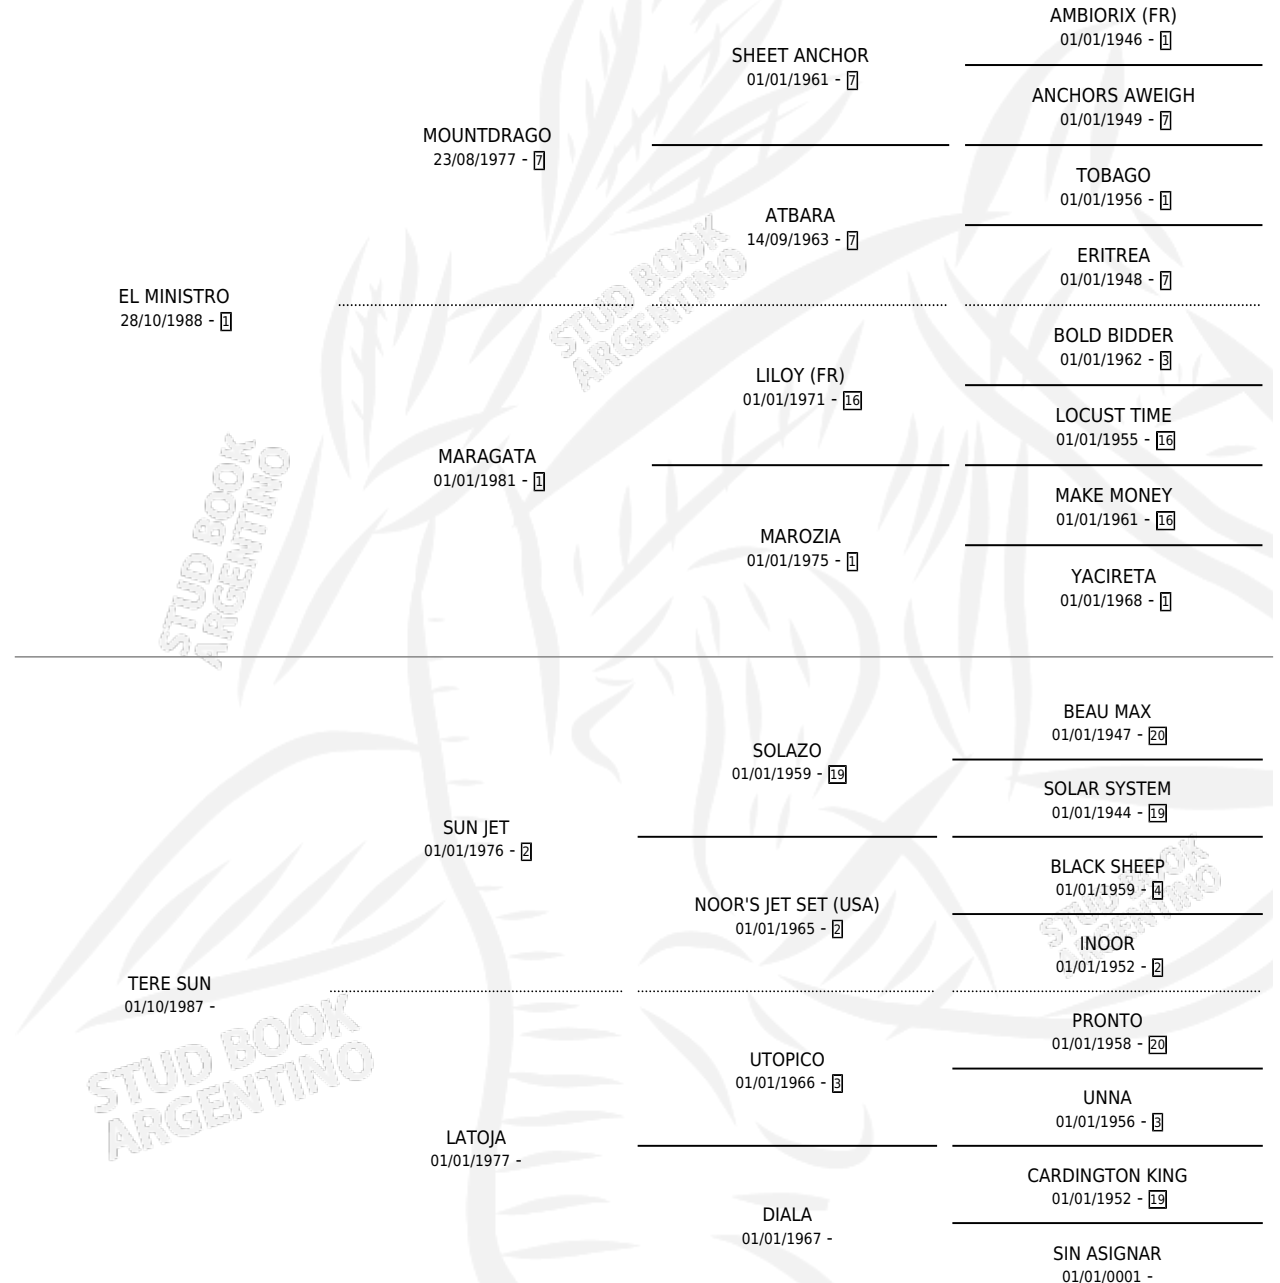 AMBIORIX (FR)
01/01/1946 - 1
SHEET ANCHOR
01/01/1961 - 7
ANCHORS AWEIGH
01/01/1949 - 7
MOUNTDRAGO
23/08/1977 - 7
TOBAGO
01/01/1956 - 1
ATBARA
14/09/1963 - 7
ERITREA
01/01/1948 - 7
EL MINISTRO
28/10/1988 - 1
BOLD BIDDER
01/01/1962 - 3
LILOY (FR)
01/01/1971 - 16
LOCUST TIME
01/01/1955 - 16
MARAGATA
01/01/1981 - 1
MAKE MONEY
01/01/1961 - 16
MAROZIA
01/01/1975 - 1
YACIRETA
01/01/1968 - 1
BEAU MAX
01/01/1947 - 20
SOLAZO
01/01/1959 - 19
SOLAR SYSTEM
01/01/1944 - 19
SUN JET
01/01/1976 - 2
BLACK SHEEP
01/01/1959 - 4
NOOR'S JET SET (USA)
01/01/1965 - 2
INOOR
01/01/1952 - 2
TERE SUN
01/10/1987 -
PRONTO
01/01/1958 - 20
UTOPICO
01/01/1966 - 3
UNNA
01/01/1956 - 3
LATOJA
01/01/1977 -
CARDINGTON KING
01/01/1952 - 19
DIALA
01/01/1967 -
SIN ASIGNAR
01/01/0001 -
STUD BOOK
ARGENTINO
STUD BOOK
ARGENTINO
STUD BOOK
ARGENTINO
STUD BOOK
ARGENTINO